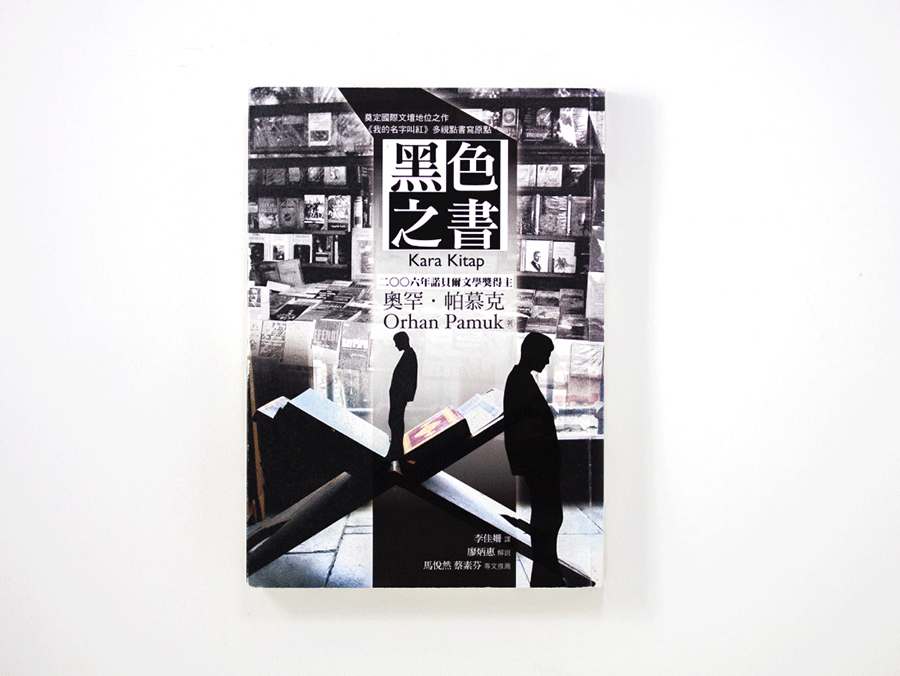 奠定國際文壇地位之作
《我的名字叫紅》多視點書寫原點
黑色
之書
Kara Kitap
二〇〇六年諾貝爾文學獎得主
奧罕・帕慕克
Orhan Pamuk 著
李佳姍 譯
廖炳惠 解說
馬悅然 蔡素芬 專文推薦